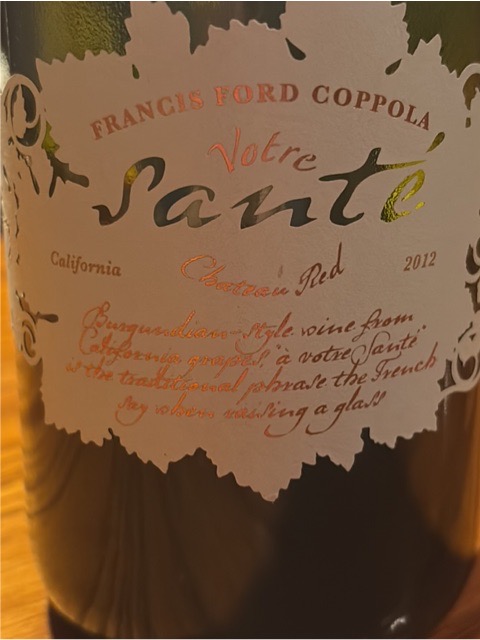 FRANCIS FORD COPPOLA
Votre
Santé
California Chateau Red 2012
Burgundian-style wine from
California grapes, "à votre Santé"
is the traditional phrase the French
say when raising a glass